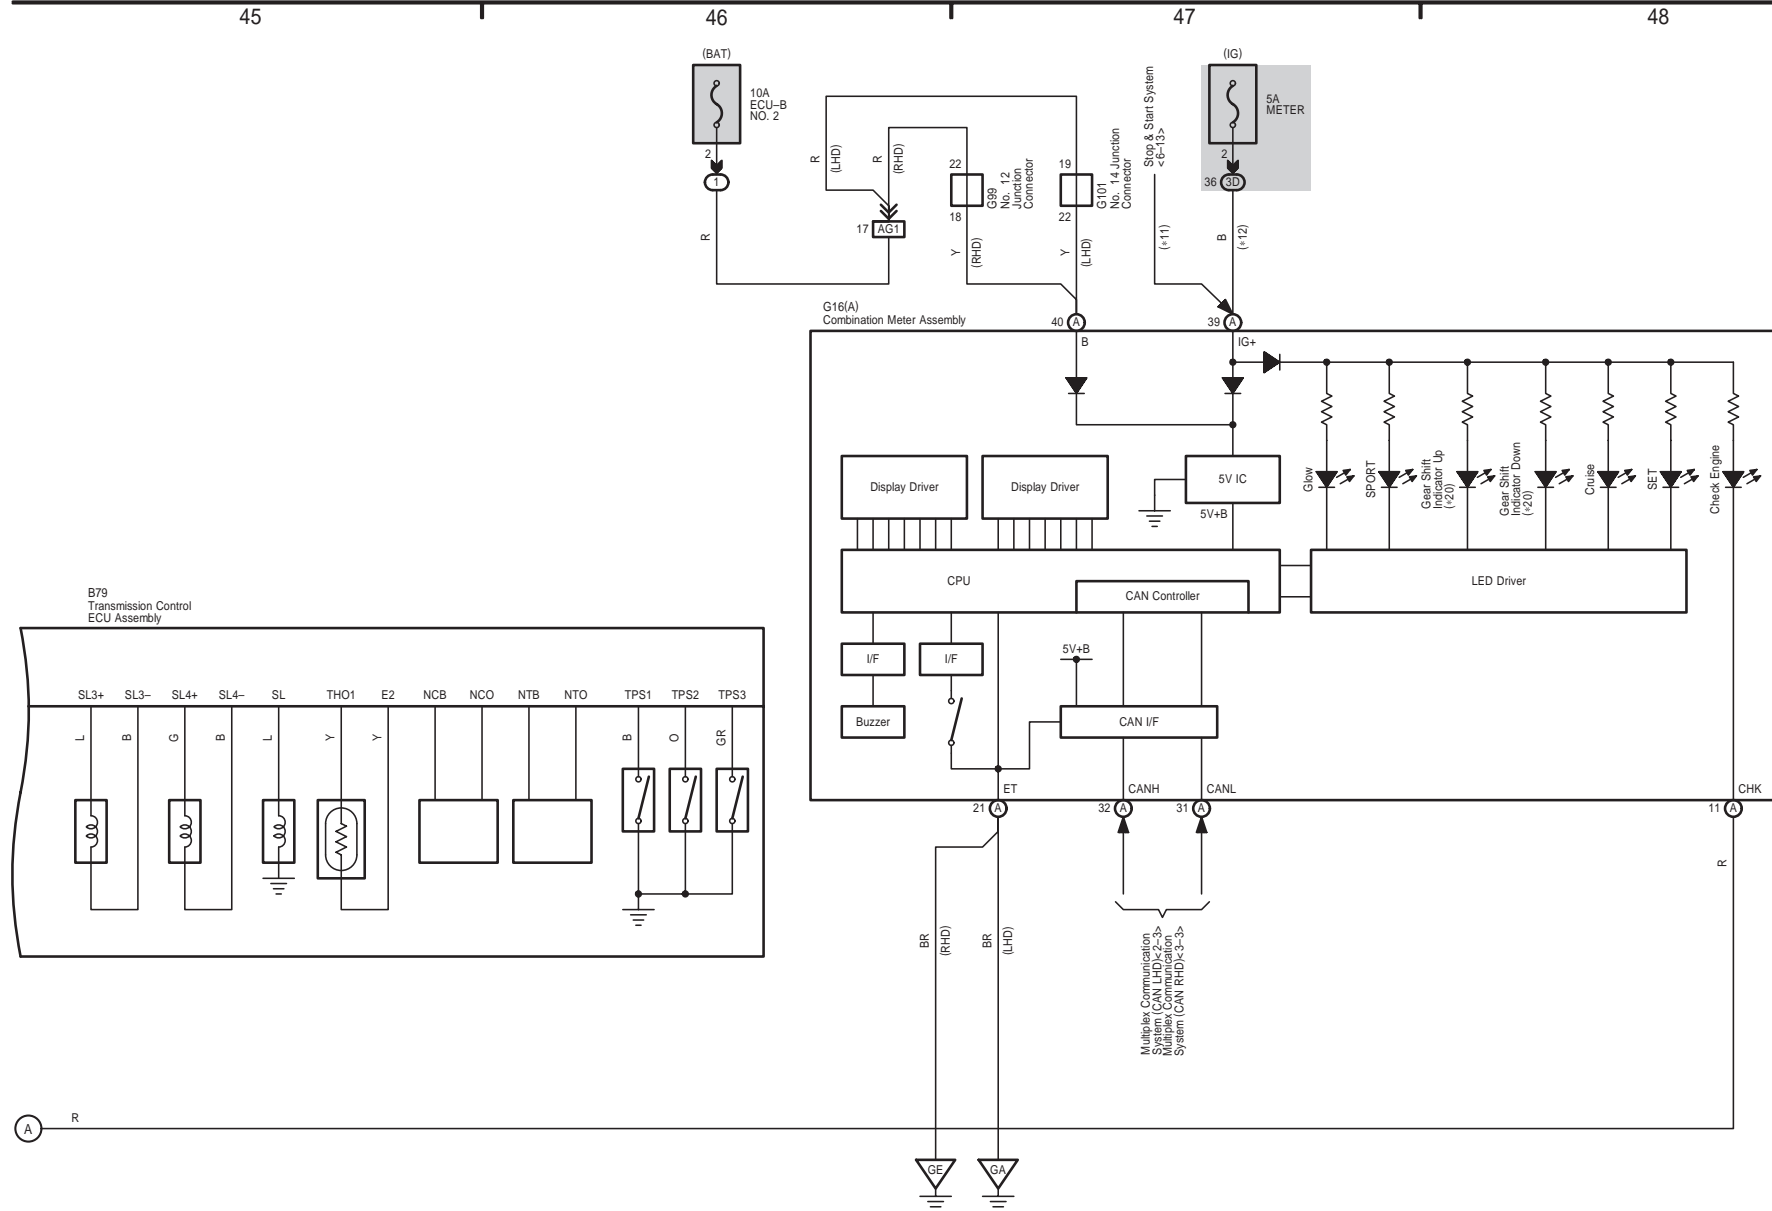 45
46
47
48
(BAT)
10A
ECU–B
NO. 2
2
1
R
R
(LHD)
R
(RHD)
17
AG1
22
G99
No. 12
Junction
Connector
18
Y
(RHD)
19
G101
No. 14 Junction
Connector
22
Y
(LHD)
Stop & Start System
<6–13>
(*11)
(IG)
5A
METER
2
36
3D
B
(*12)
G16(A)
Combination Meter Assembly
40
A
B
39
A
IG+
Display Driver
Display Driver
5V IC
5V+B
Glow
SPORT
Gear Shift
Indicator Up
(*20)
Gear Shift
Indicator Down
(*20)
Cruise
SET
Check Engine
CPU
CAN Controller
LED Driver
I/F
I/F
5V+B
Buzzer
CAN I/F
ET
CANH
CANL
CHK
21
A
32
A
31
A
11
A
R
B79
Transmission Control
ECU Assembly
SL3+
SL3–
SL4+
SL4–
SL
THO1
E2
NCB
NCO
NTB
NTO
TPS1
TPS2
TPS3
L
B
G
B
L
Y
Y
B
O
GR
BR
(RHD)
BR
(LHD)
Multiplex Communication
System (CAN LHD)<2–3>
Multiplex Communication
System (CAN RHD)<3–3>
A
R
GE
GA